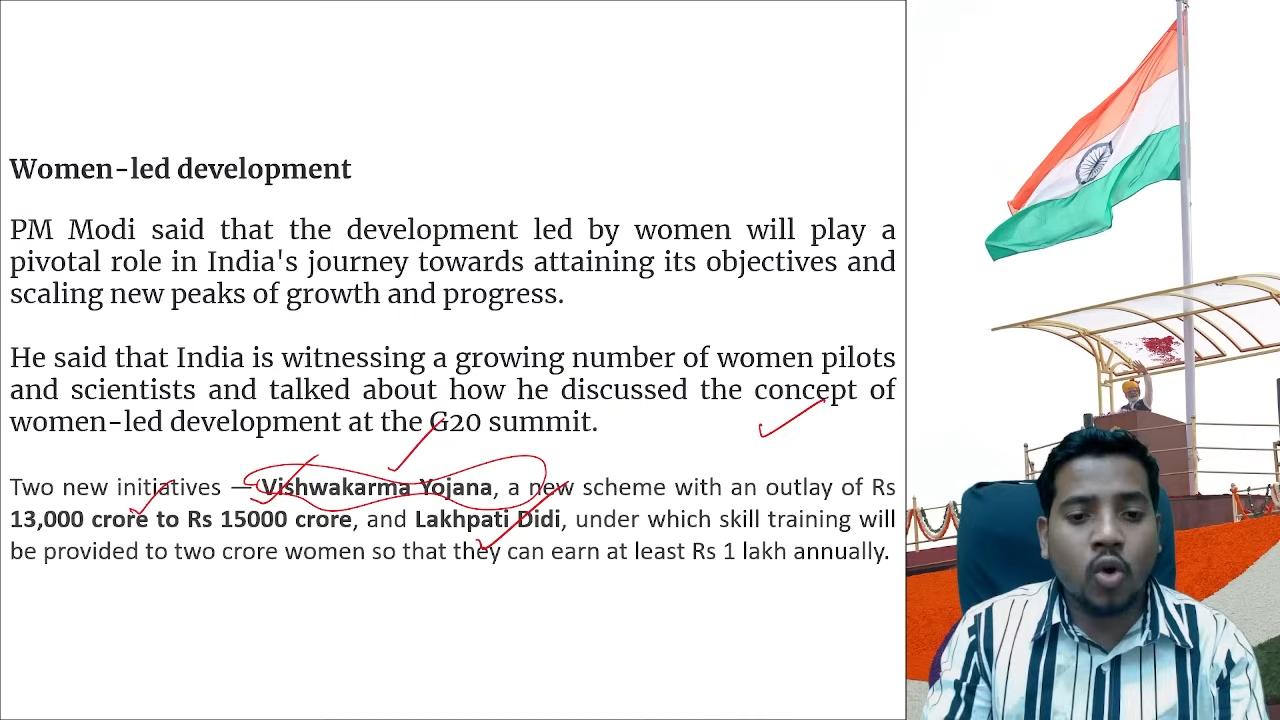 Women-led development
PM Modi said that the development led by women will play a
pivotal role in India's journey towards attaining its objectives and
scaling new peaks of growth and progress.
He said that India is witnessing a growing number of women pilots
and scientists and talked about how he discussed the concept of
women-led development at the G20 summit.
Two new initiatives — Vishwakarma Yojana, a new scheme with an outlay of Rs
13,000 crore to Rs 15000 crore, and Lakhpati Didi, under which skill training will
be provided to two crore women so that they can earn at least Rs 1 lakh annually.